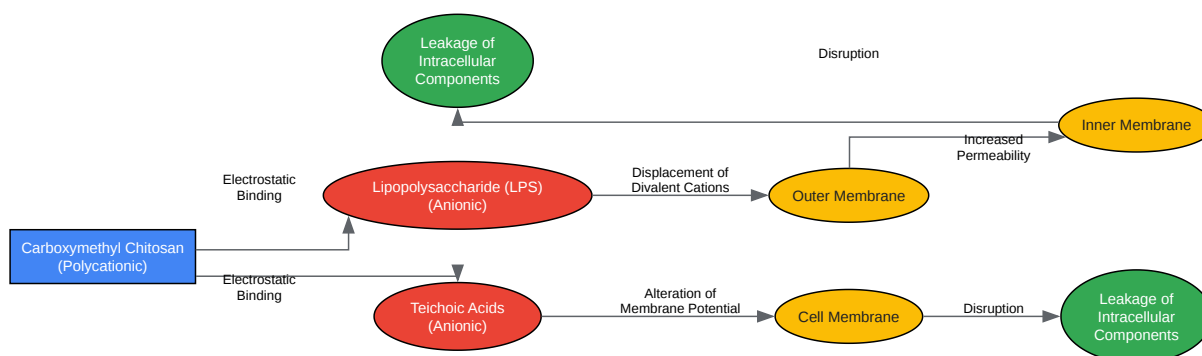 Leakage of
Intracellular
Components
Disruption
Inner Membrane
Increased
Permeability
Electrostatic
Binding
Lipopolysaccharide (LPS)
(Anionic)
Displacement of
Divalent Cations
Outer Membrane
Carboxymethyl Chitosan
(Polycationic)
Electrostatic
Binding
Teichoic Acids
(Anionic)
Alteration of
Membrane Potential
Cell Membrane
Disruption
Leakage of
Intracellular
Components